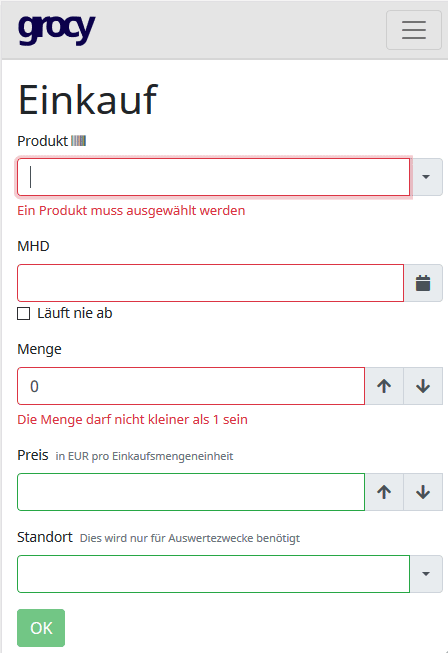 grocy
Einkauf
Produkt
Ein Produkt muss ausgewählt werden
MHD
Läuft nie ab
Menge
0
Die Menge darf nicht kleiner als 1 sein
Preis in EUR pro Einkaufsmengeneinheit
Standort Dies wird nur für Auswertezwecke benötigt
OK